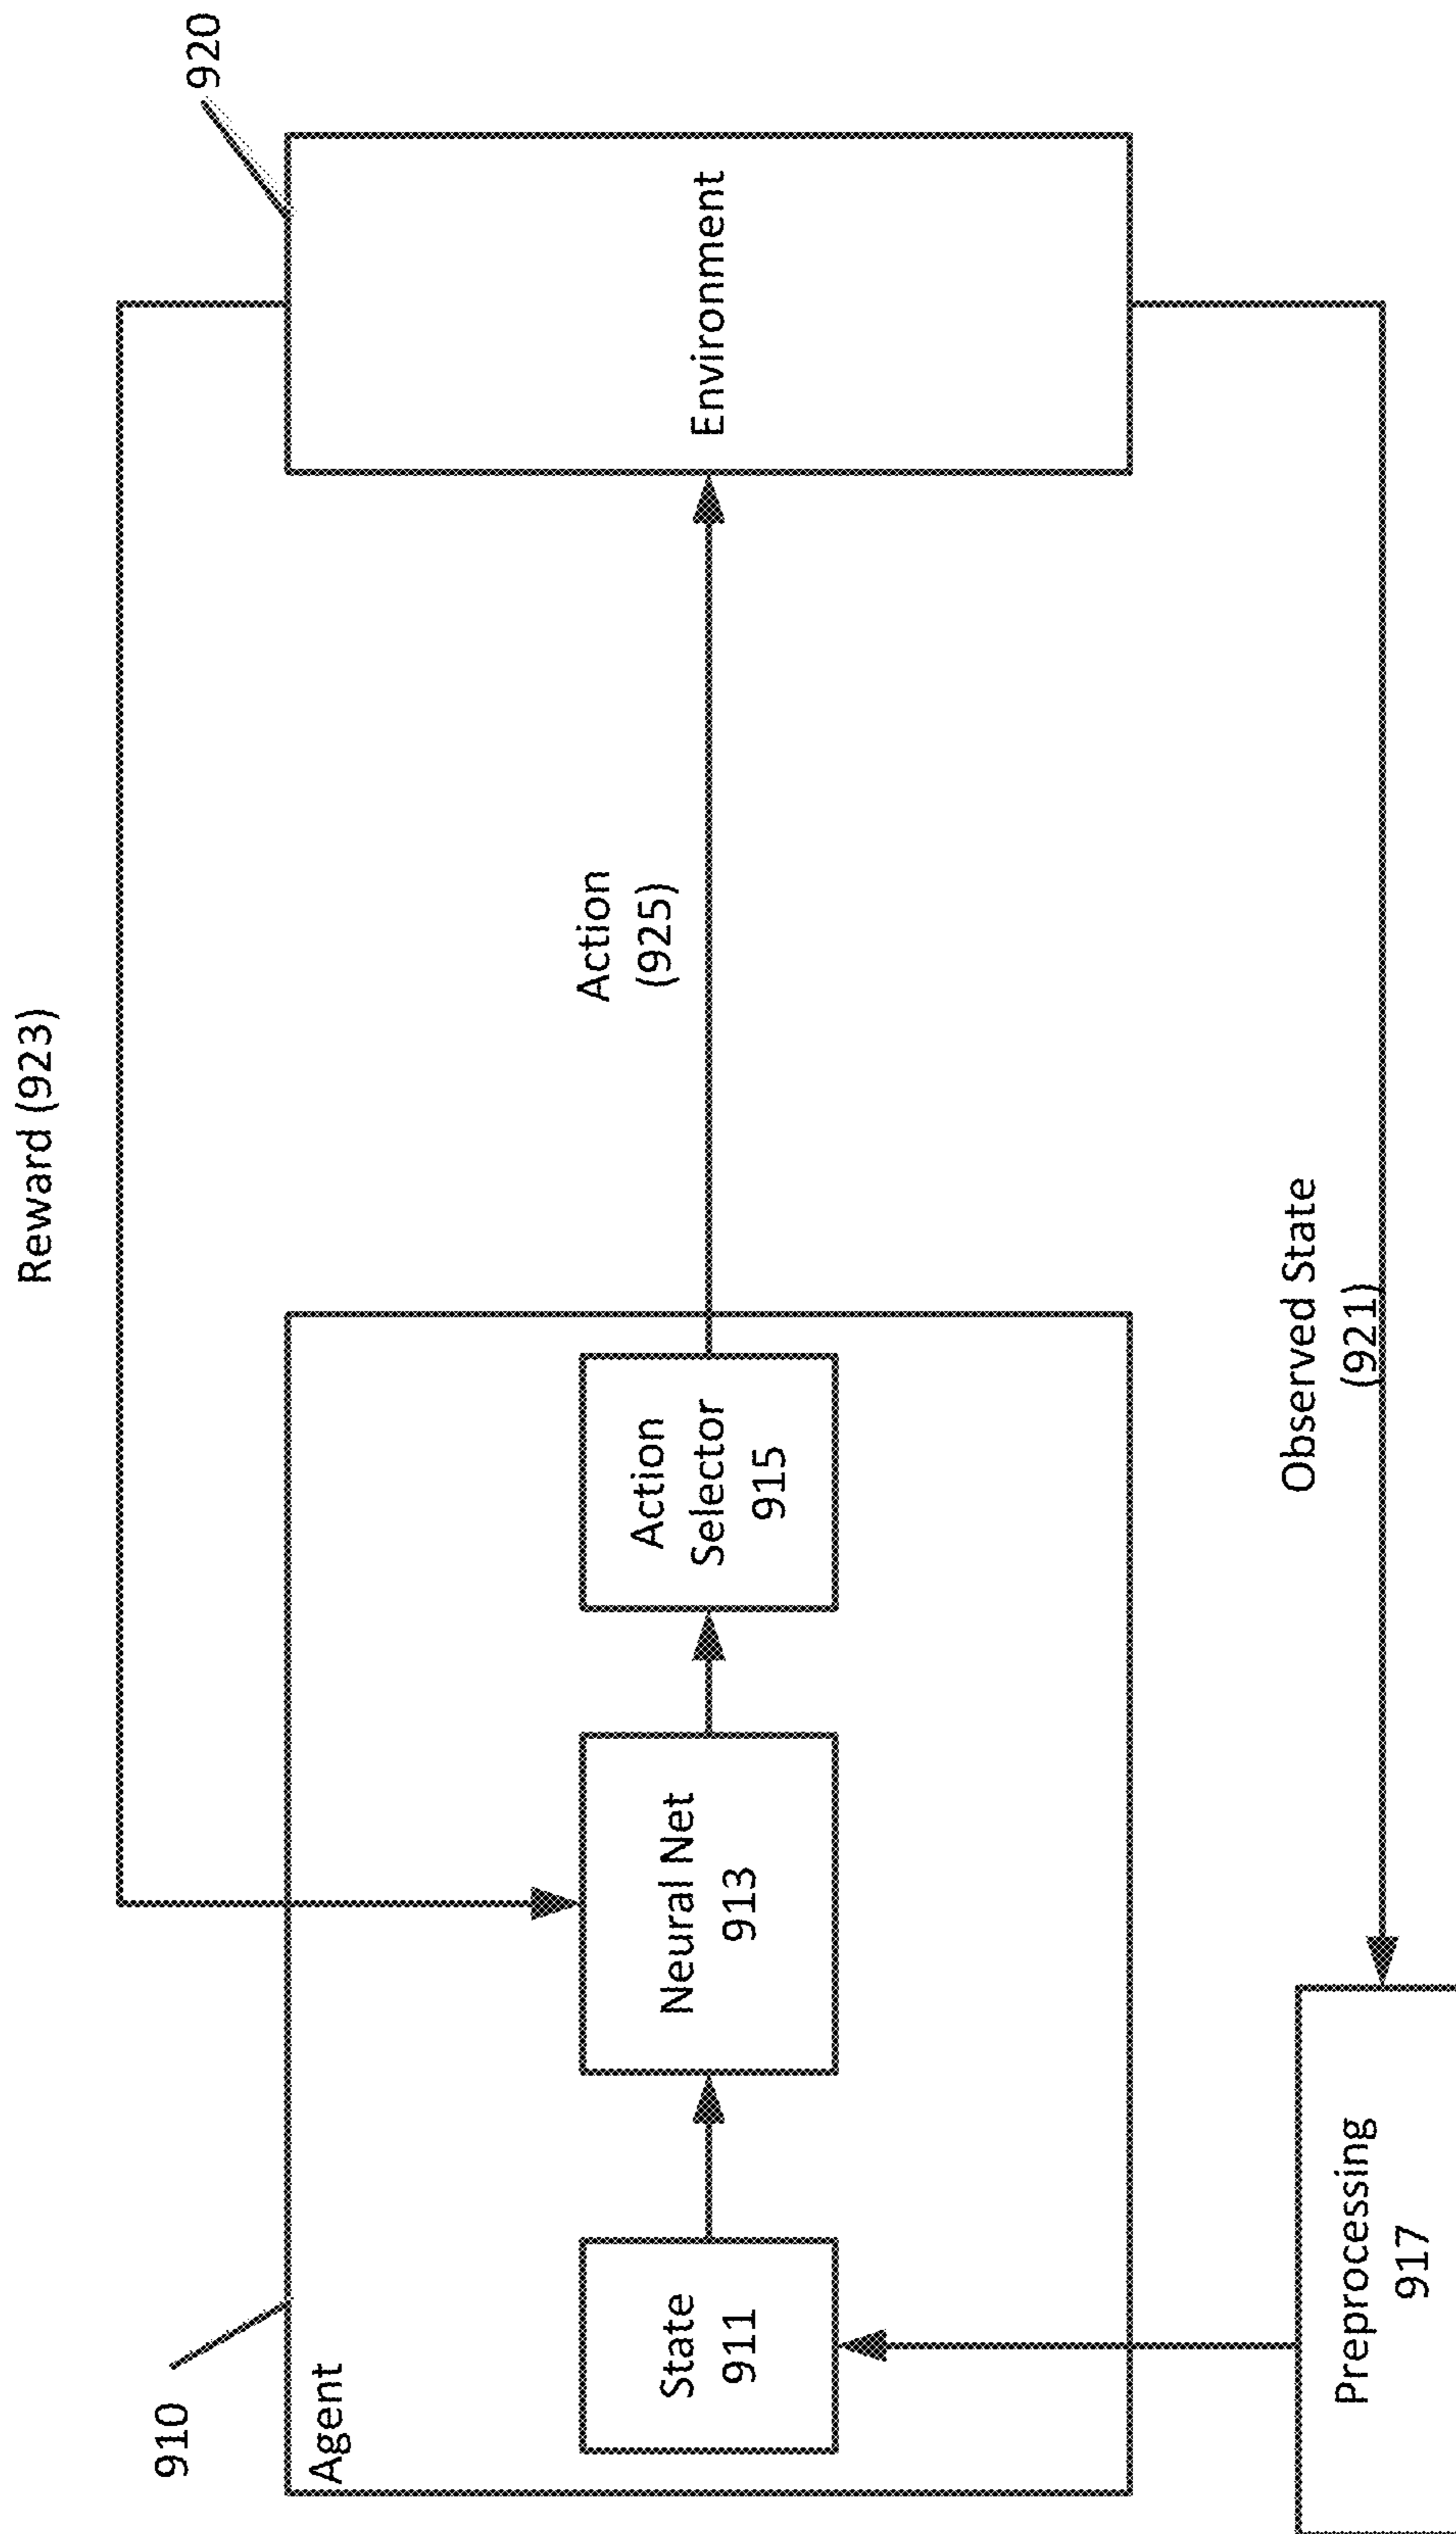 Reward (923)
920
910
Agent
State
911
Neural Net
913
Action
Selector
915
Action
(925)
Environment
Observed State
(921)
Preprocessing
917